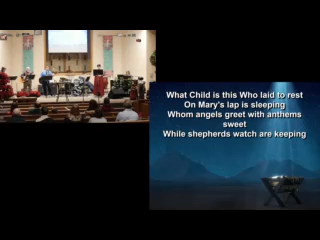 What Child is this Who laid to rest
On Mary's lap is sleeping
Whom angels greet with anthems
sweet
While shepherds watch are keeping